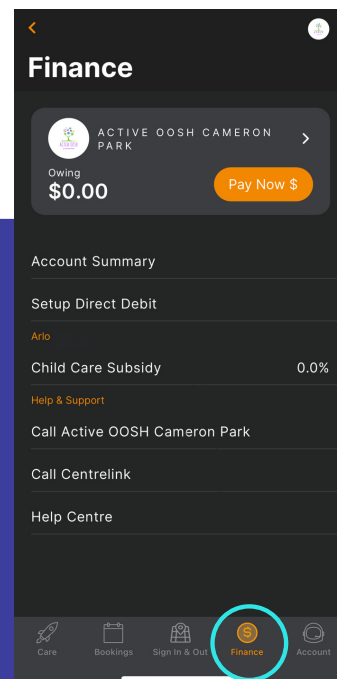 Finance
ACTIVE OOSH CAMERON
PARK
Owing
$0.00
Pay Now $
Account Summary
Setup Direct Debit
Arlo
Child Care Subsidy 0.0%
Help & Support
Call Active OOSH Cameron Park
Call Centrelink
Help Centre
Care Bookings Sign In & Out Finance Account